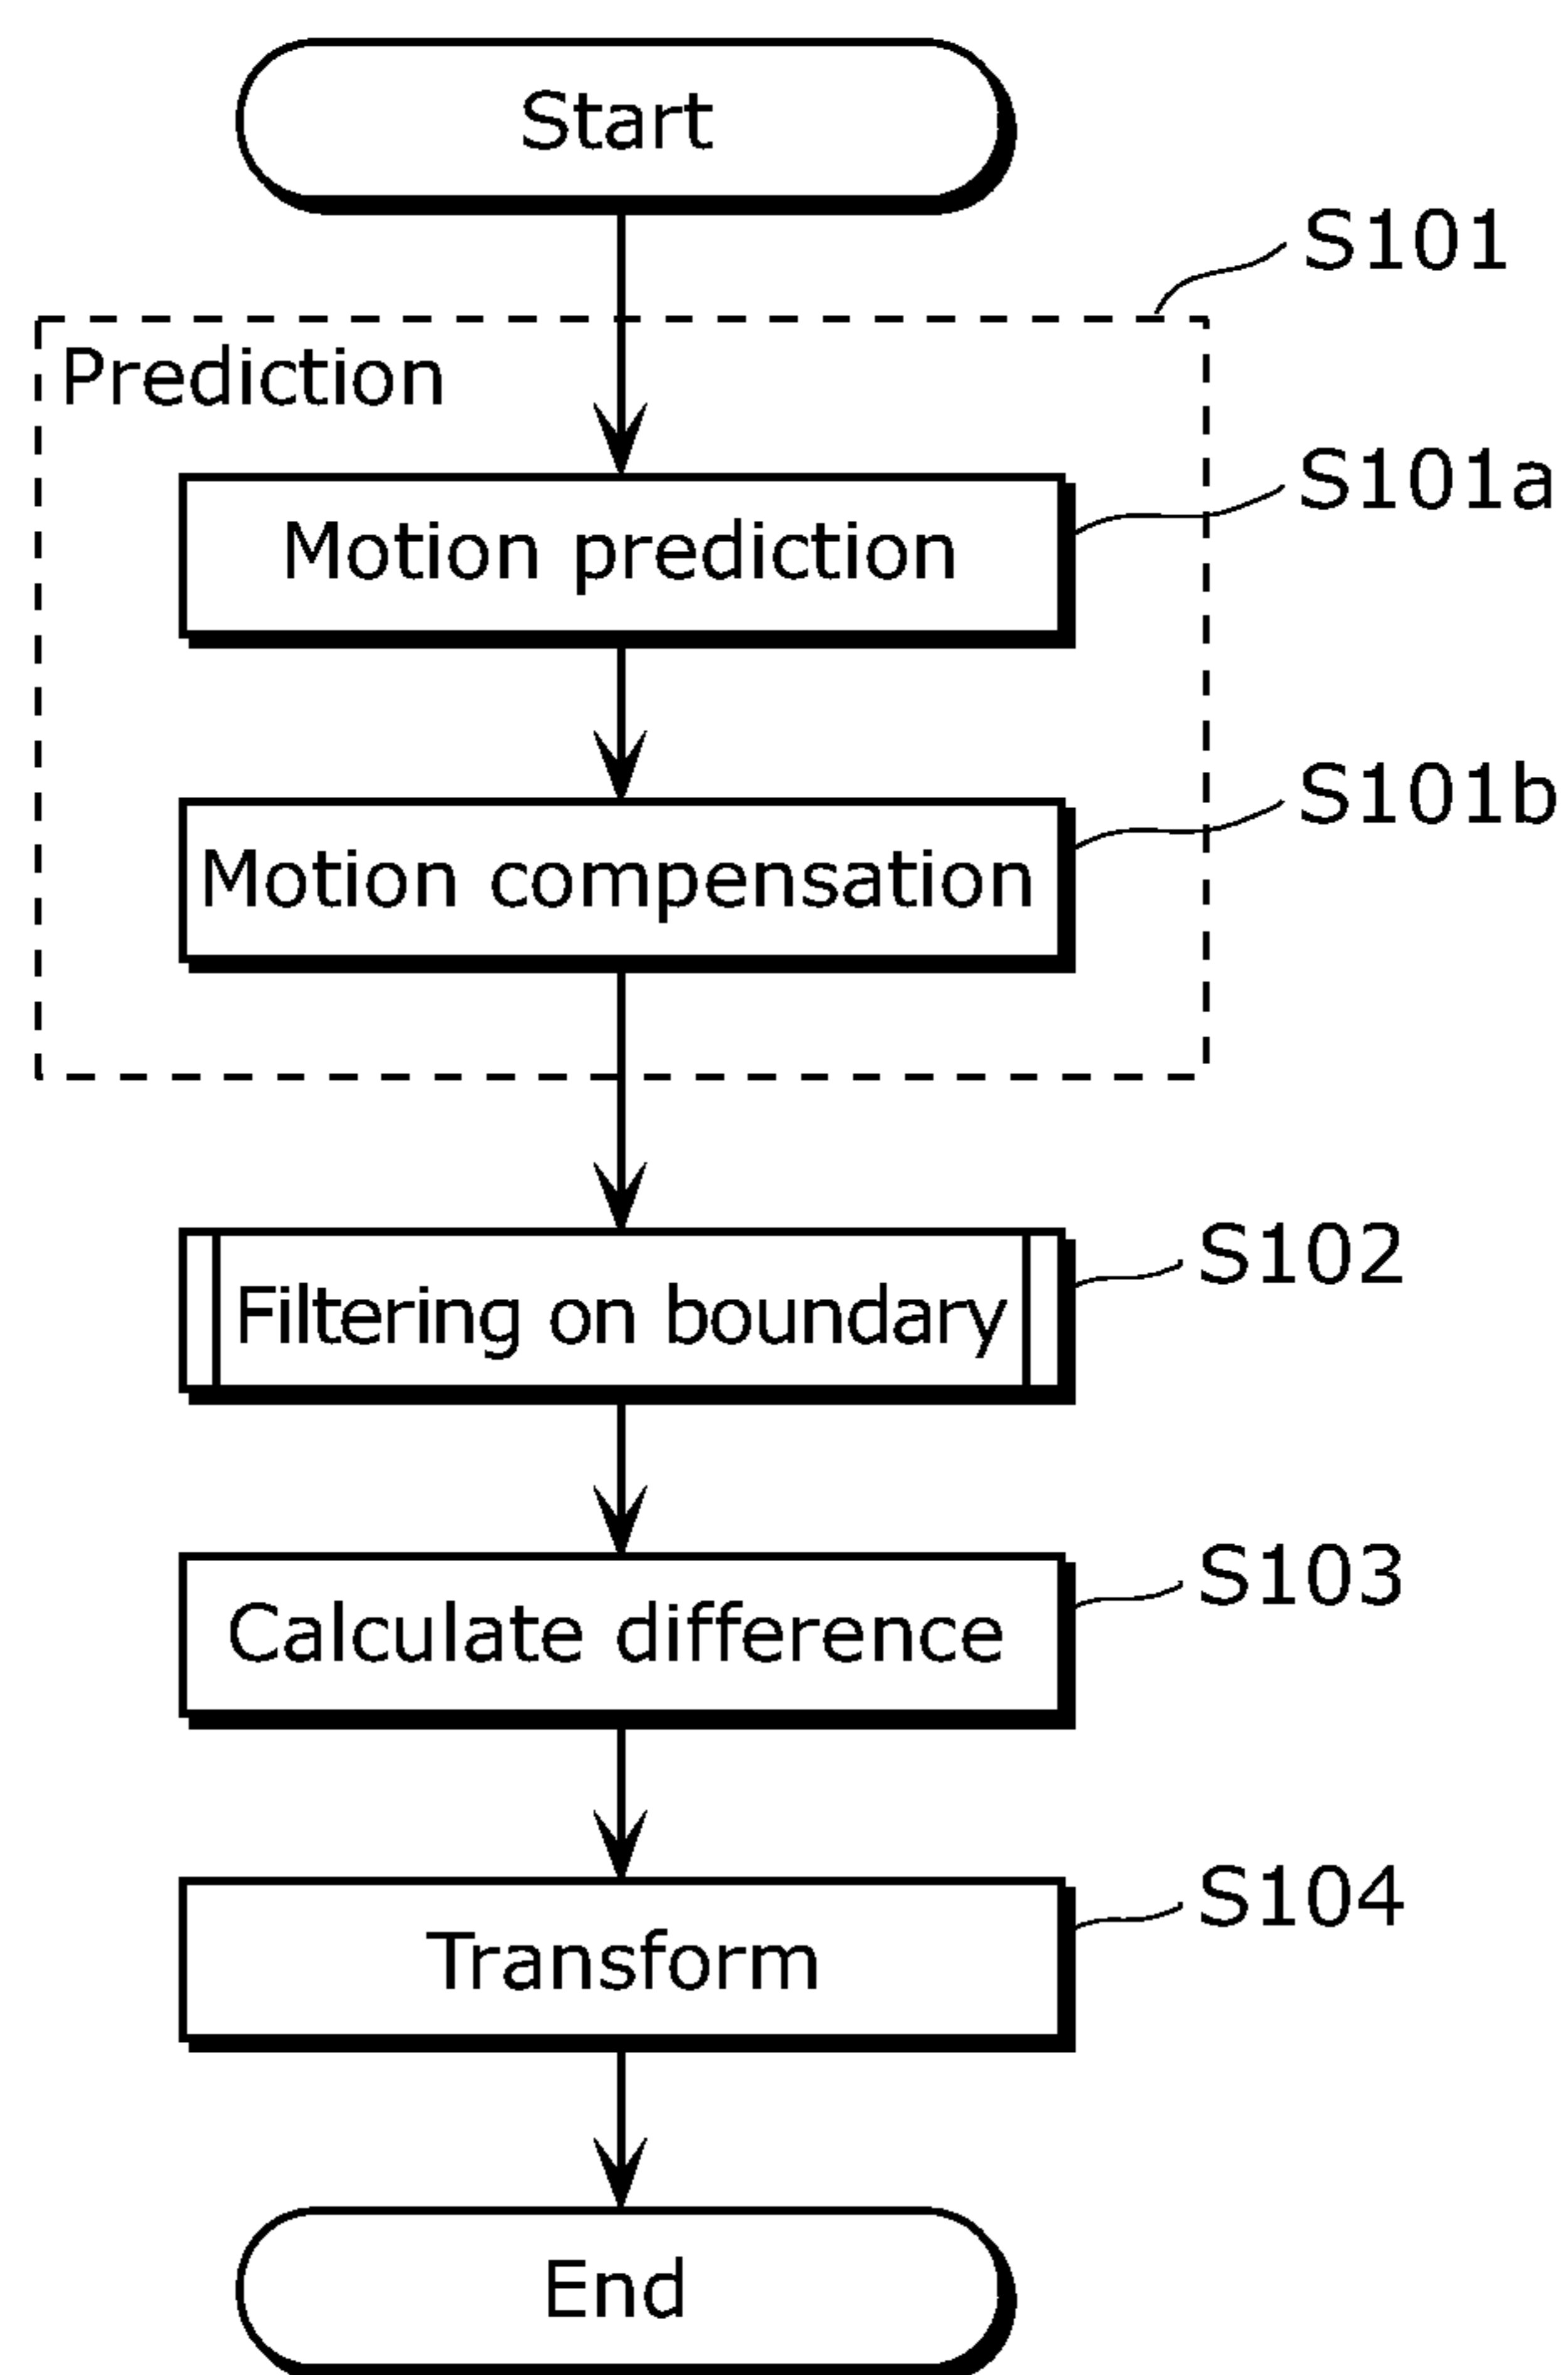 Start
S101
Prediction
S101a
Motion prediction
S101b
Motion compensation
S102
Filtering on boundary
S103
Calculate difference
S104
Transform
End